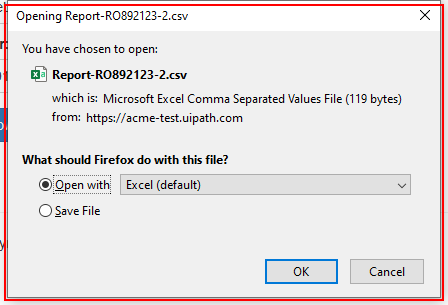 Opening Report-RO892123-2.csv
You have chosen to open:
Report-RO892123-2.csv
which is: Microsoft Excel Comma Separated Values File (119 bytes)
from: https://acme-test.uipath.com
What should Firefox do with this file?
Open with Excel (default)
Save File
OK Cancel